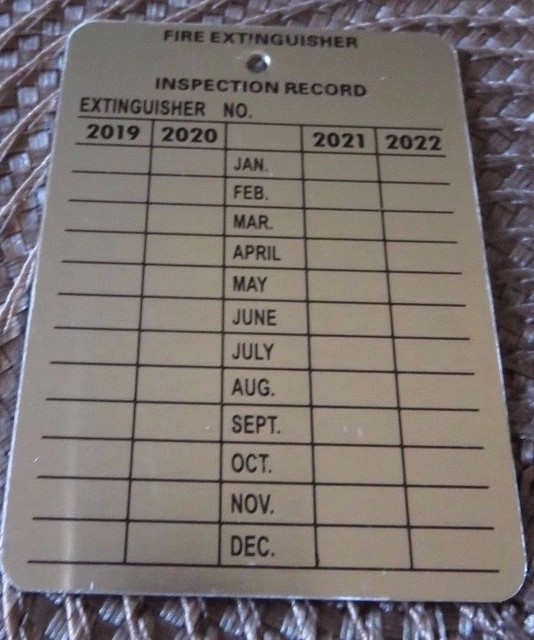 FIRE EXTINGUISHER
INSPECTION RECORD
EXTINGUISHER NO.
2019 2020 2021 2022
JAN.
FEB.
MAR.
APRIL
MAY
JUNE
JULY
AUG.
SEPT.
OCT.
NOV.
DEC.